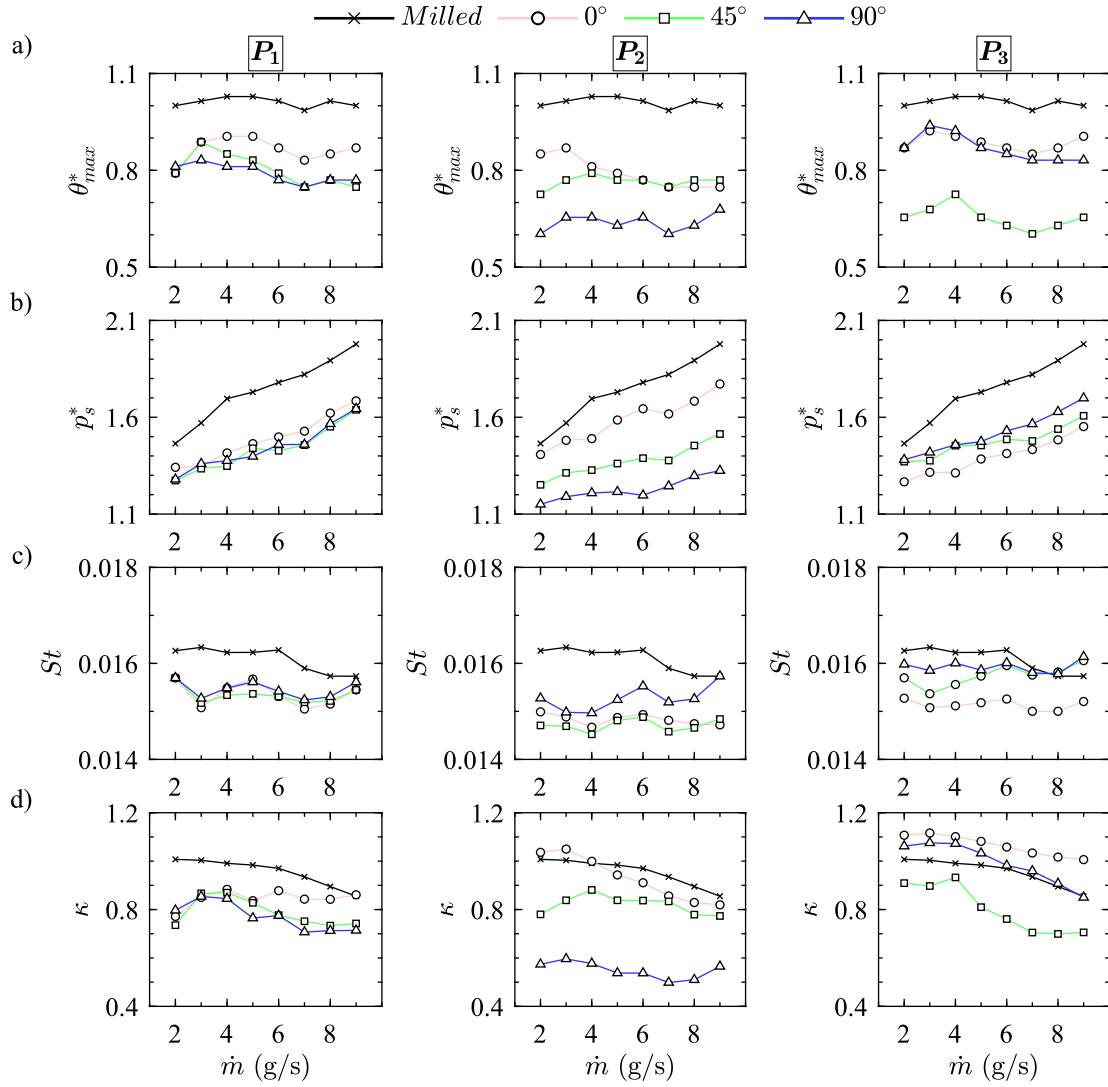 Milled 0° 45° 90°
a)
P₁ P₂ P₃
1.1 1.1 1.1
θ*max θ*max θ*max
0.8 0.8 0.8
0.5 0.5 0.5
2 4 6 8 2 4 6 8 2 4 6 8
b)
2.1 2.1 2.1
p*s p*s p*s
1.6 1.6 1.6
1.1 1.1 1.1
2 4 6 8 2 4 6 8 2 4 6 8
c)
0.018 0.018 0.018
St St St
0.016 0.016 0.016
0.014 0.014 0.014
2 4 6 8 2 4 6 8 2 4 6 8
d)
1.2 1.2 1.2
κ κ κ
0.8 0.8 0.8
0.4 0.4 0.4
2 4 6 8 2 4 6 8 2 4 6 8
ṁ (g/s) ṁ (g/s) ṁ (g/s)